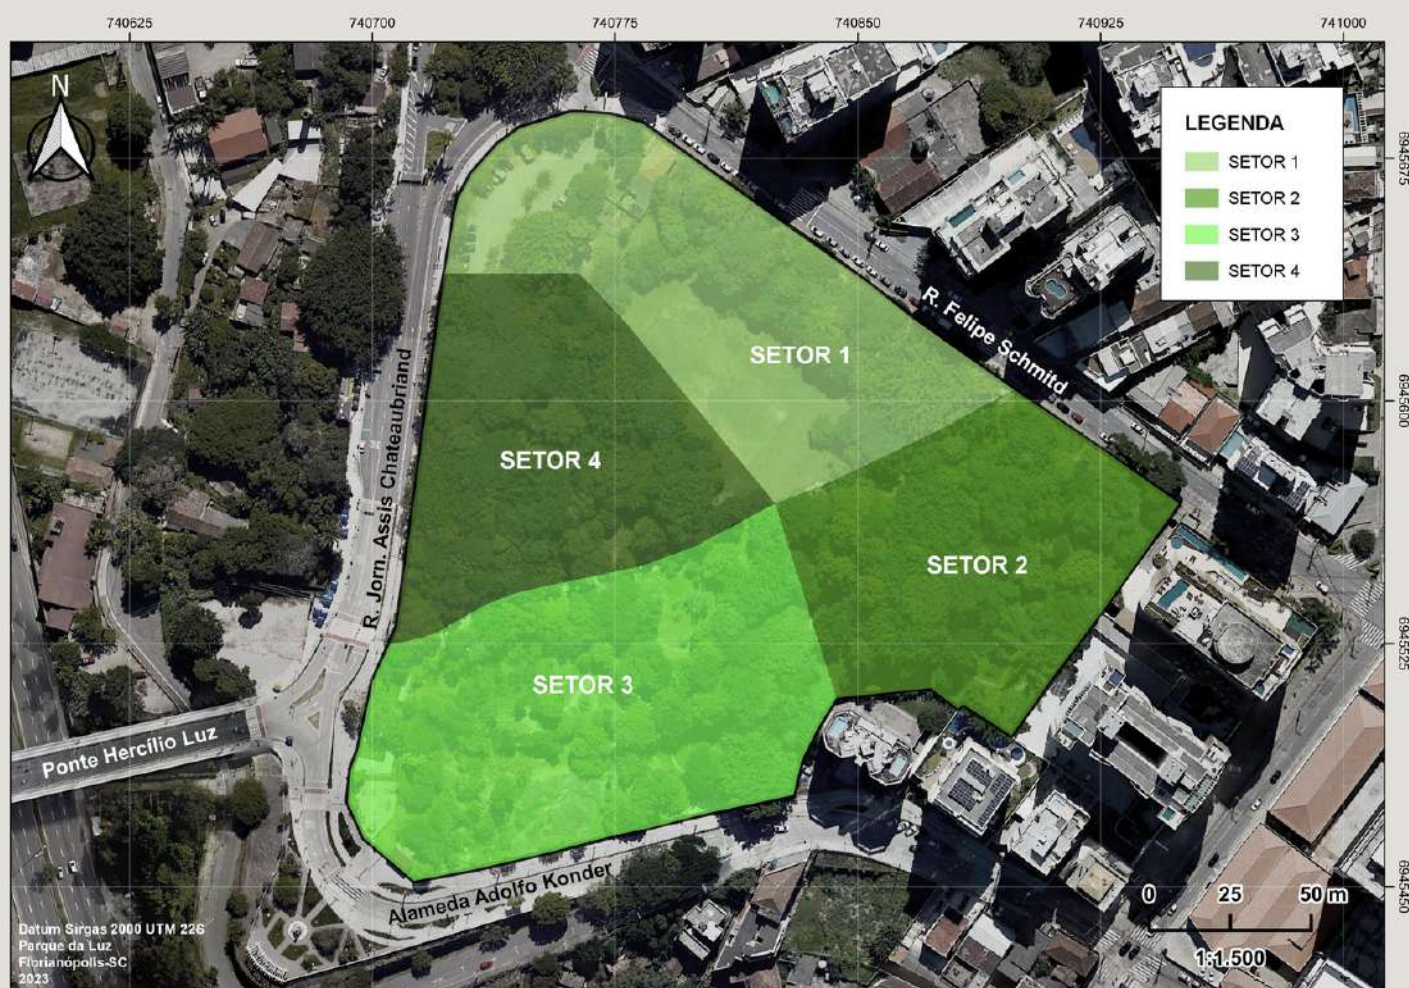 740625 740700 740775 740850 740925 741000
N
LEGENDA
SETOR 1
SETOR 2
SETOR 3
SETOR 4
6945675
R. Felipe Schmitd
SETOR 1
6945600
R. Jorn. Assis Chateaubriand
SETOR 4
SETOR 2
6945525
SETOR 3
Ponte Hercílio Luz
Alameda Adolfo Konder
6945450
0 25 50 m
1:1.500
Datum Sirgas 2000 UTM 22S
Parque da Luz
Florianópolis-SC
2023